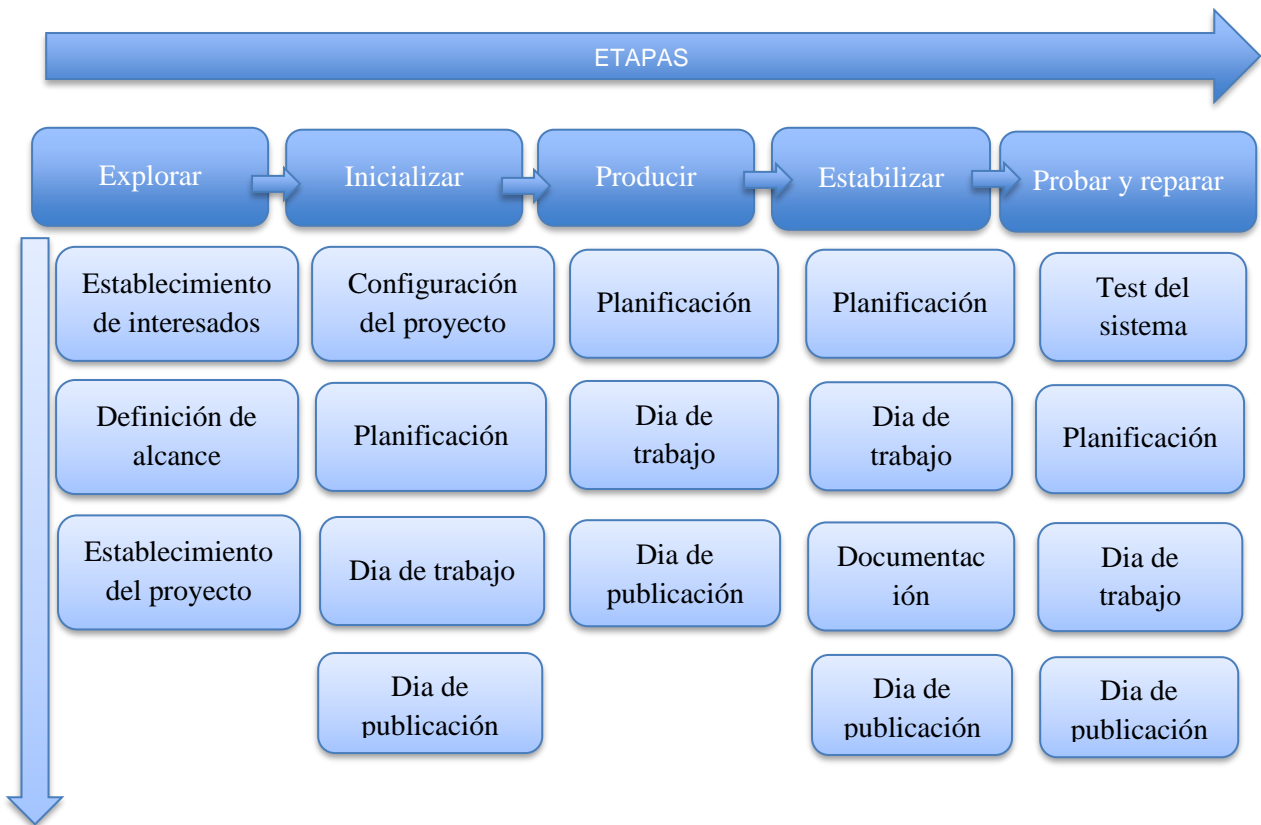 ETAPAS
Explorar
Inicializar
Producir
Estabilizar
Probar y reparar
Establecimiento
de interesados
Configuración
del proyecto
Planificación
Planificación
Test del
sistema
Definición de
alcance
Planificación
Dia de
trabajo
Dia de
trabajo
Planificación
Establecimiento
del proyecto
Dia de trabajo
Dia de
publicación
Documentac
ión
Dia de
trabajo
Dia de
publicación
Dia de
publicación
Dia de
publicación